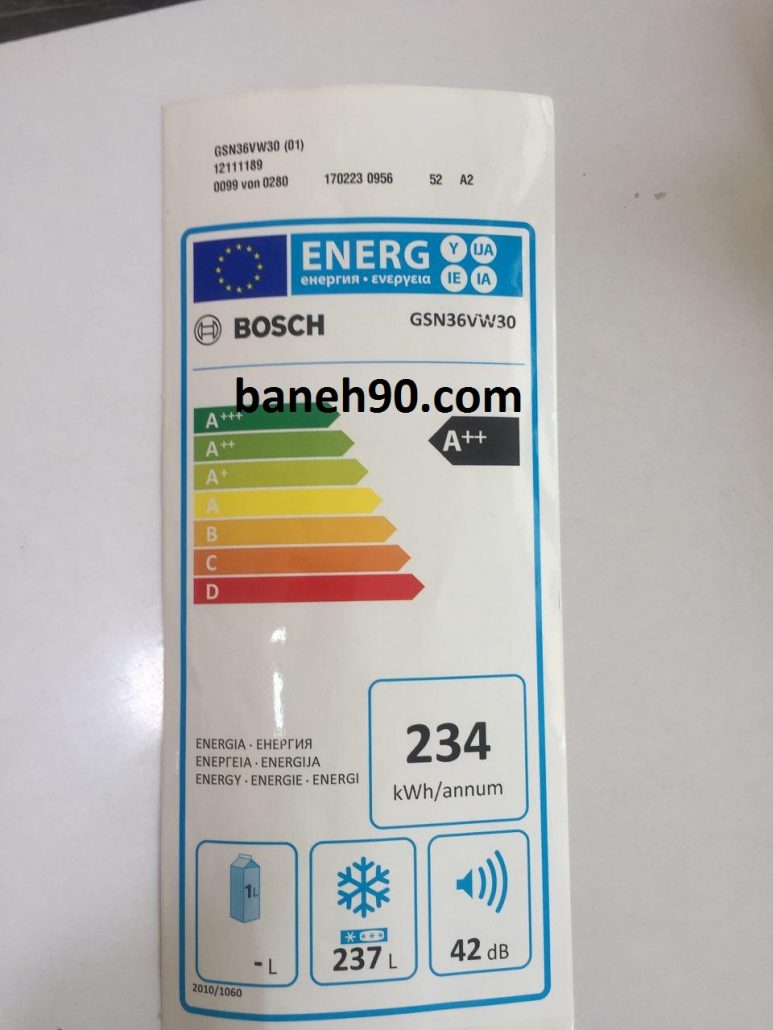 GSN36VW30 (01)
12111189
0099 von 0280 170223 0956 52 A2
ENERG Y IJA
енергия · ενεργεια IE IA
BOSCH GSN36VW30
baneh90.com
A+++
A++ A++
A+
A
B
C
D
ENERGIA · ЕНЕРГИЯ
ΕΝΕΡΓΕΙΑ · ENERGIJA
ENERGY · ENERGIE · ENERGI
234
kWh/annum
1L
- L 237 L 42 dB
2010/1060